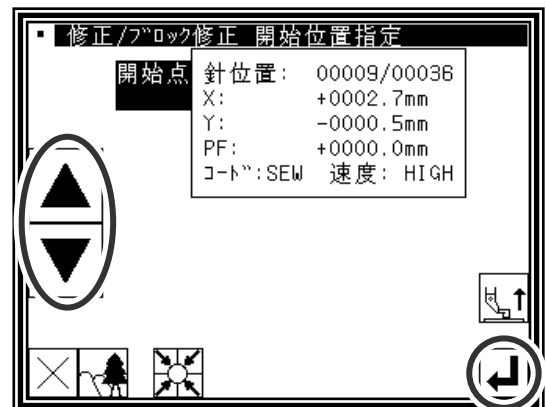 修正/ﾌﾞﾛｯｸ修正 開始位置指定
開始点
針位置: 00009/00036
X: +0002.7mm
Y: -0000.5mm
PF: +0000.0mm
ｺｰﾄﾞ:SEW 速度: HIGH